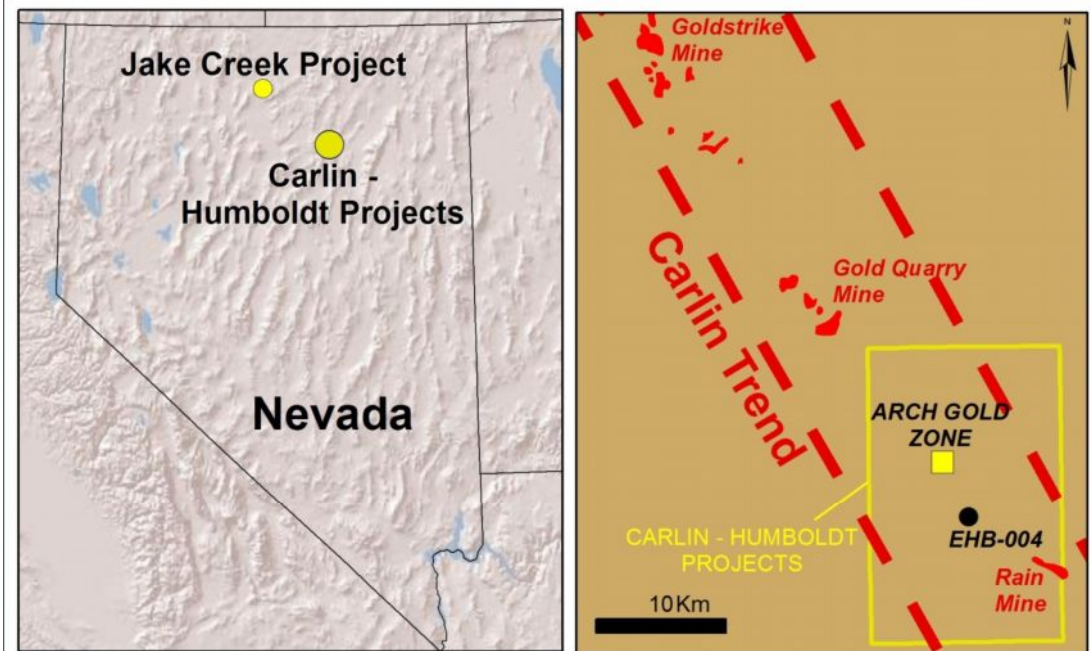 Jake Creek Project
Carlin -
Humboldt Projects
Nevada
Goldstrike
Mine
N
Carlin Trend
Gold Quarry
Mine
ARCH GOLD
ZONE
CARLIN - HUMBOLDT
PROJECTS
EHB-004
Rain
Mine
10Km